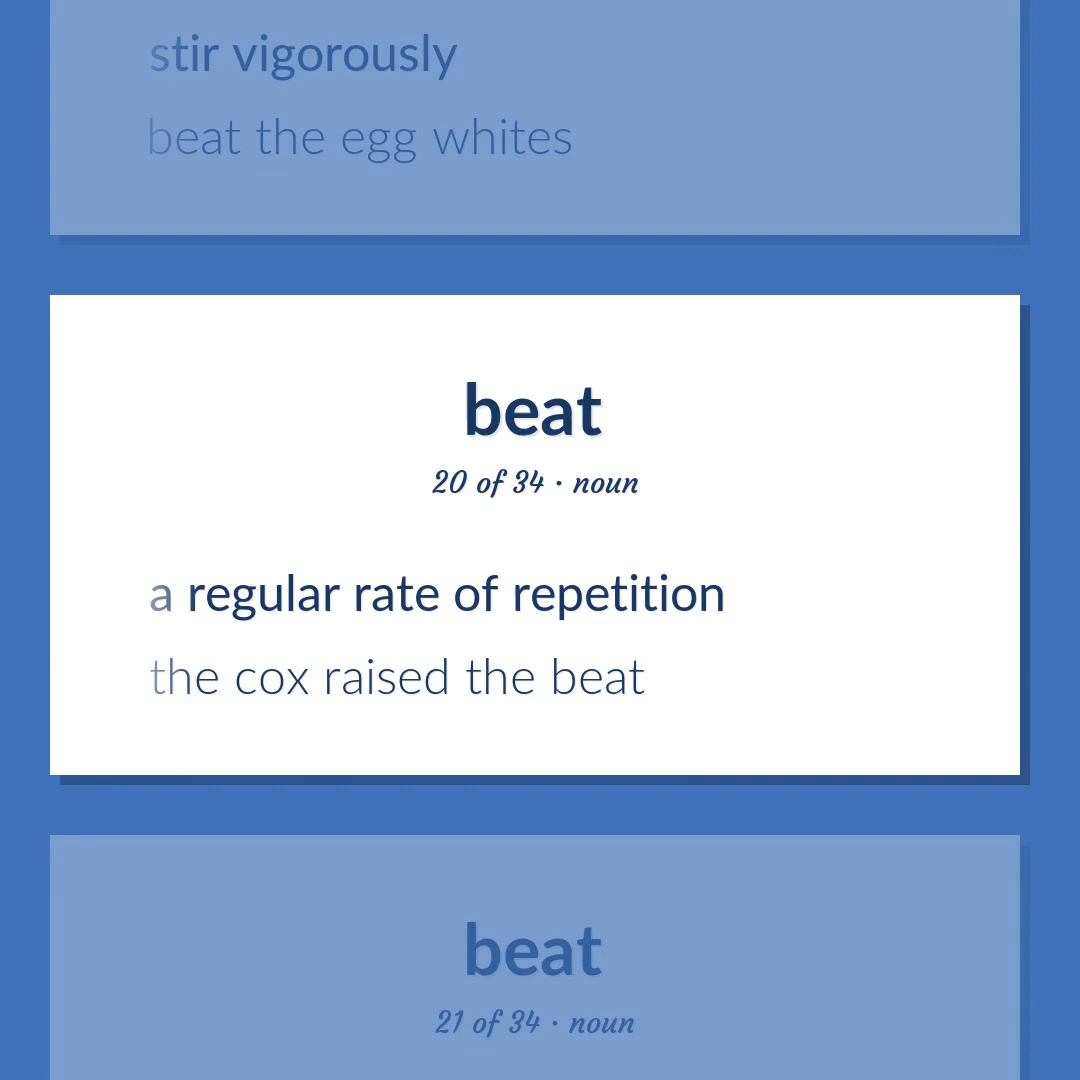 stir vigorously
beat the egg whites
beat
20 of 34 · noun
a regular rate of repetition
the cox raised the beat
beat
21 of 34 · noun